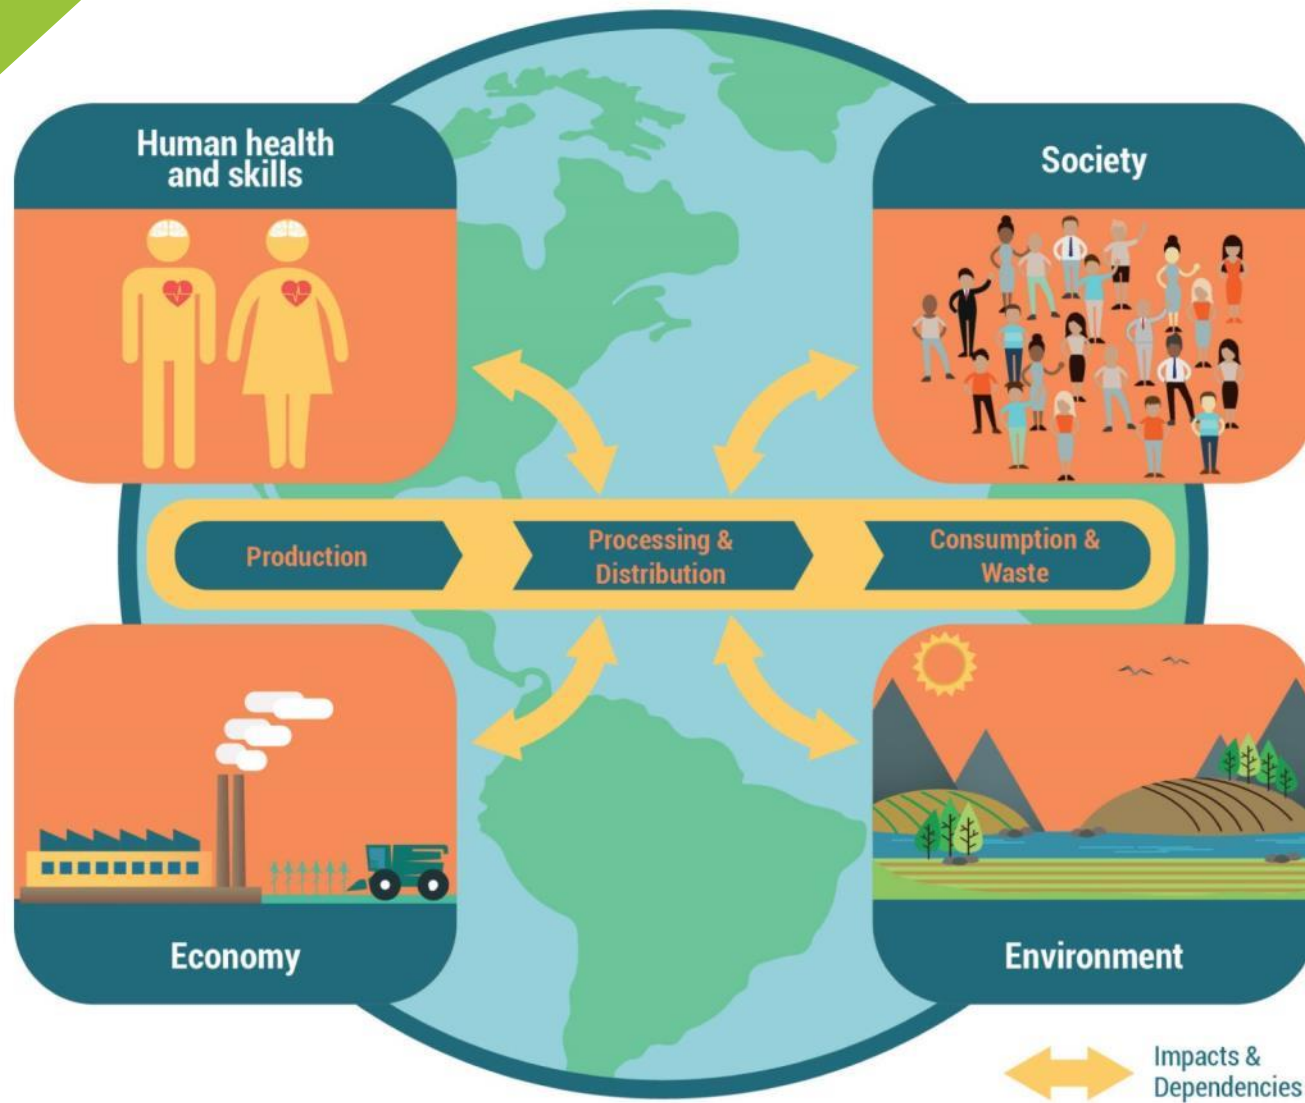 Human health
and skills
Society
Production
Processing &
Distribution
Consumption &
Waste
Economy
Environment
Impacts &
Dependencies